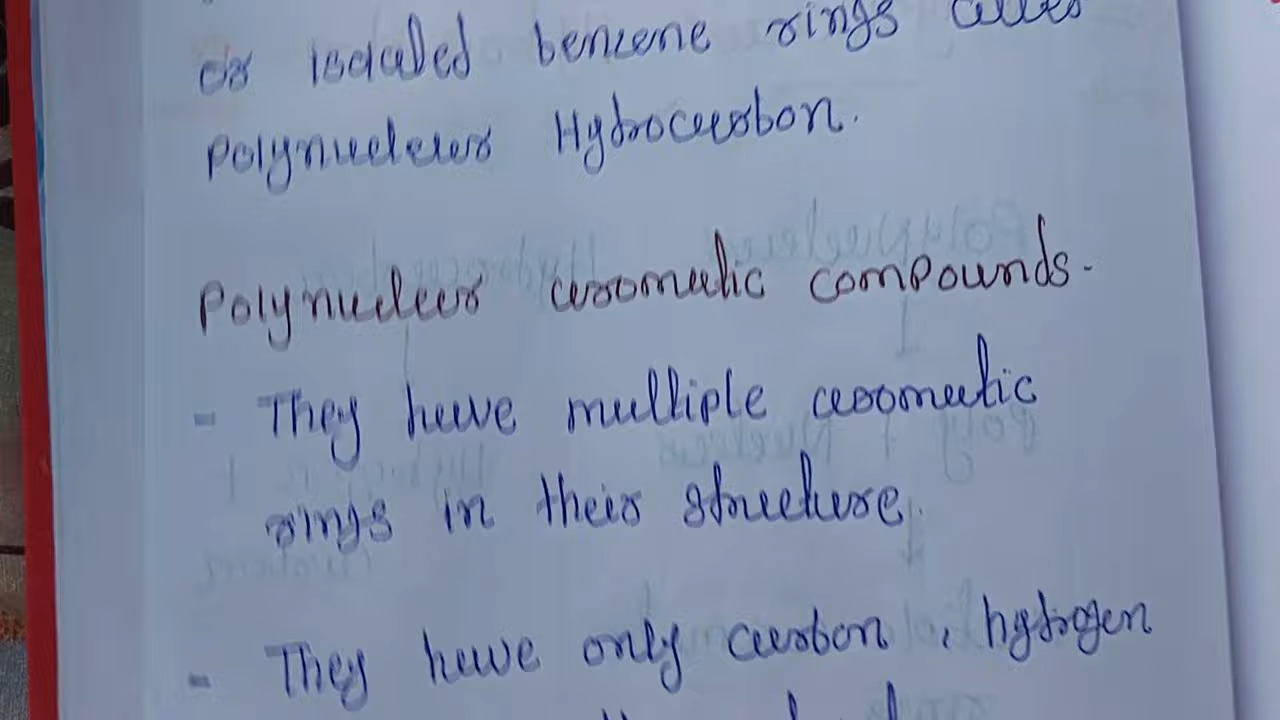 or isolated benzene rings
Polynuclear Hydrocarbon.
Polynuclear aromatic compounds.
- They have multiple aromatic
rings in their structure.
- They have only carbon, hydrogen